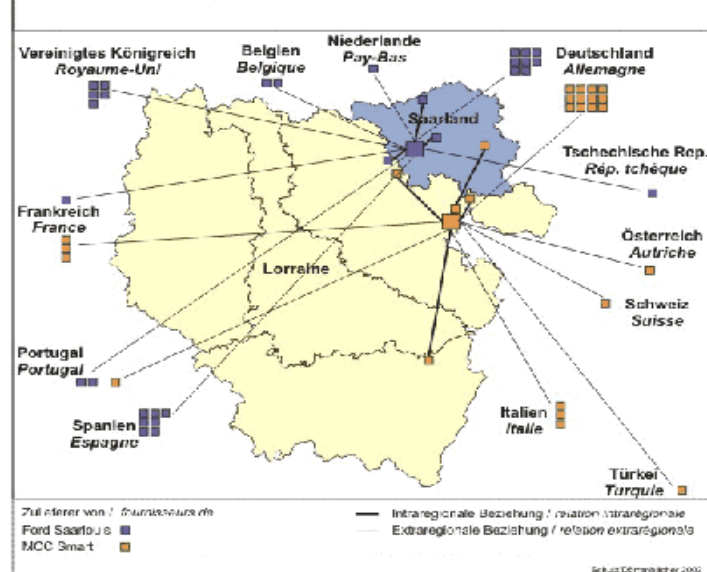 Vereinigtes Königreich
Royaume-Uni
Belgien
Belgique
Niederlande
Pay-Bas
Deutschland
Allemagne
Saarland
Tschechische Rep.
Rép. tchèque
Frankreich
France
Lorraine
Österreich
Autriche
Schweiz
Suisse
Portugal
Portugal
Spanien
Espagne
Italien
Italie
Türkei
Turquie
Zulieferer von / fournisseurs de
Ford Saarlouis
MCC Smart
Intraregionale Beziehung / relation intrarégionale
Extraregionale Beziehung / relation extrarégionale